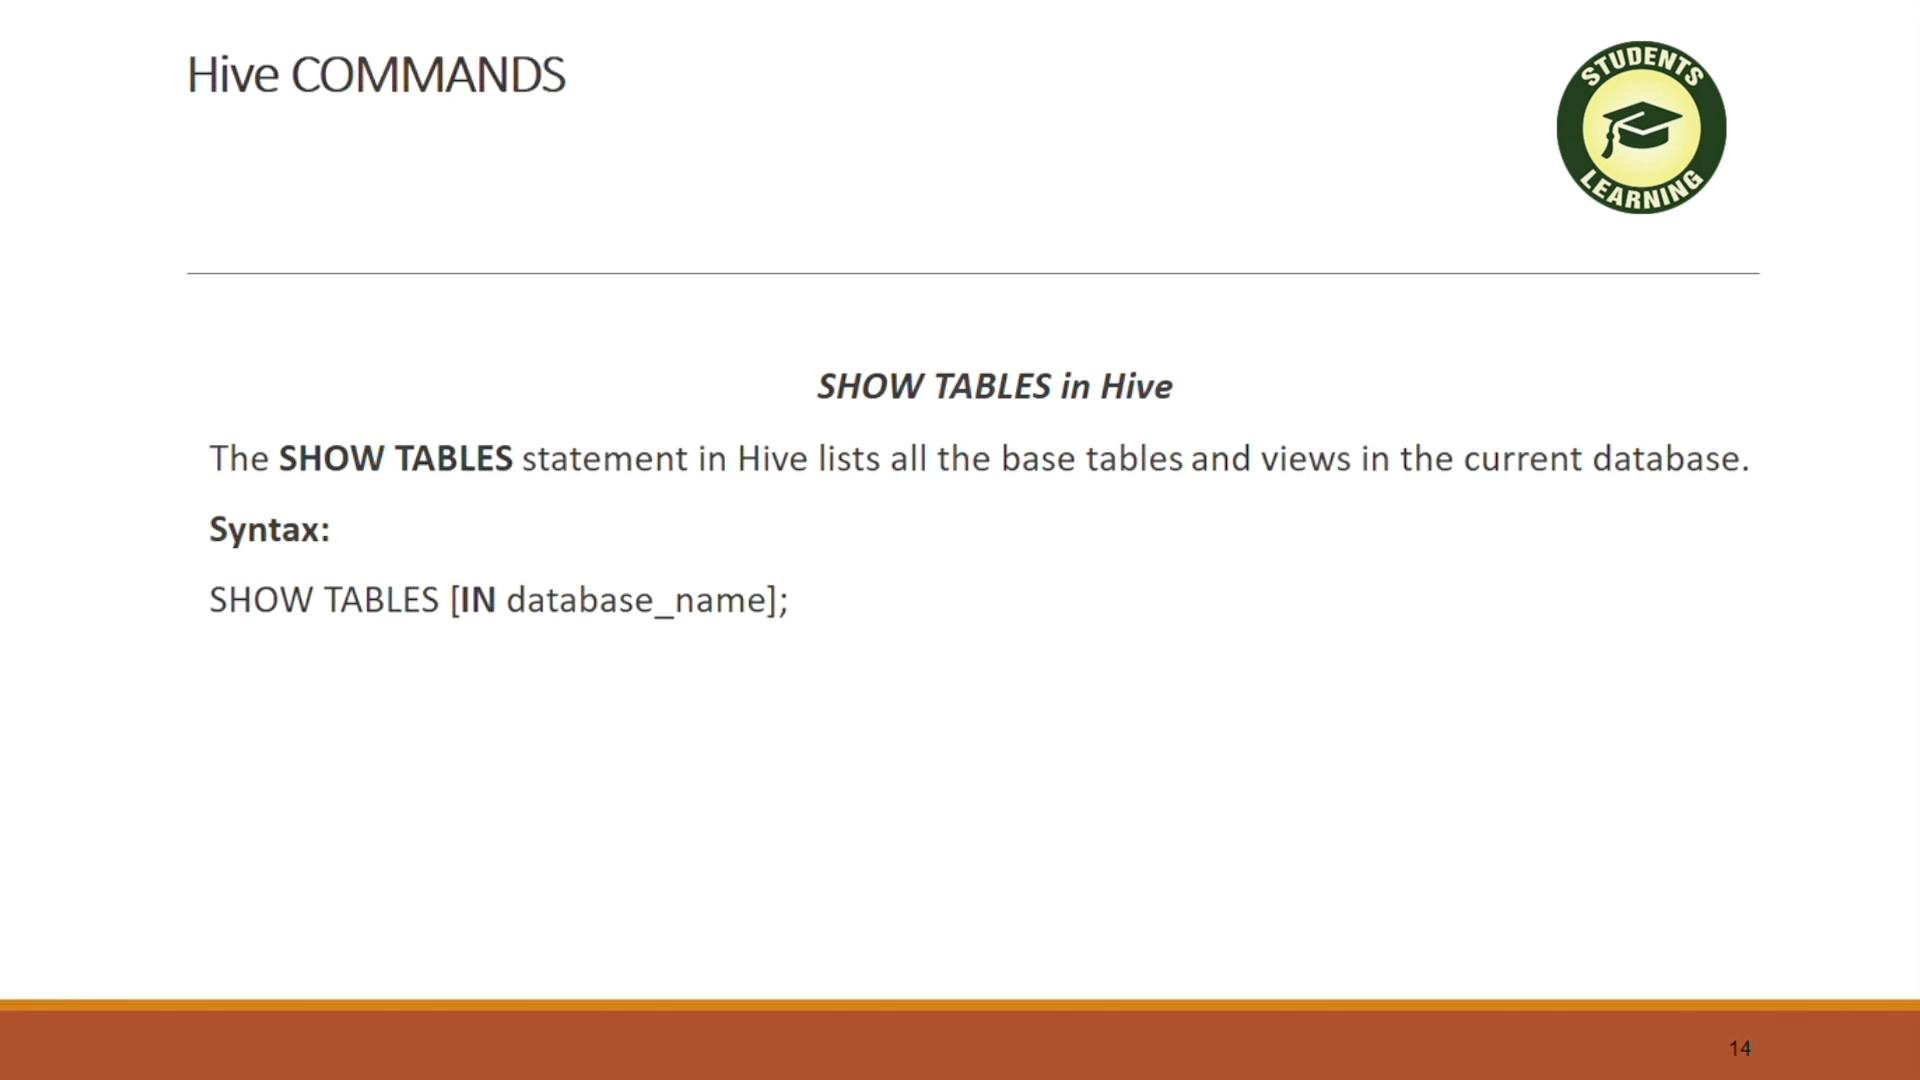 Hive COMMANDS
STUDENTS
LEARNING
SHOW TABLES in Hive
The SHOW TABLES statement in Hive lists all the base tables and views in the current database.
Syntax:
SHOW TABLES [IN database_name];
14